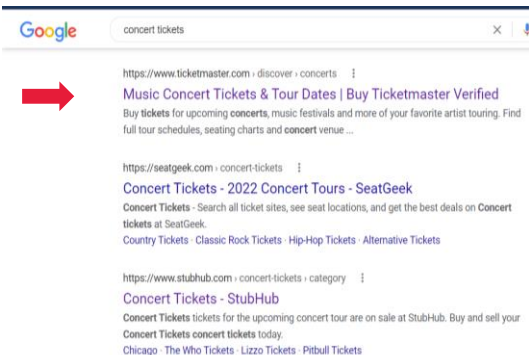 Google
concert tickets
https://www.ticketmaster.com › discover › concerts
Music Concert Tickets & Tour Dates | Buy Ticketmaster Verified
Buy tickets for upcoming concerts, music festivals and more of your favorite artist touring. Find
full tour schedules, seating charts and concert venue ...
https://seatgeek.com › concert-tickets
Concert Tickets - 2022 Concert Tours - SeatGeek
Concert Tickets - Search all ticket sites, see seat locations, and get the best deals on Concert
tickets at SeatGeek.
Country Tickets · Classic Rock Tickets · Hip-Hop Tickets · Alternative Tickets
https://www.stubhub.com › concert-tickets › category
Concert Tickets - StubHub
Concert Tickets tickets for the upcoming concert tour are on sale at StubHub. Buy and sell your
Concert Tickets concert tickets today.
Chicago · The Who Tickets · Lizzo Tickets · Pitbull Tickets